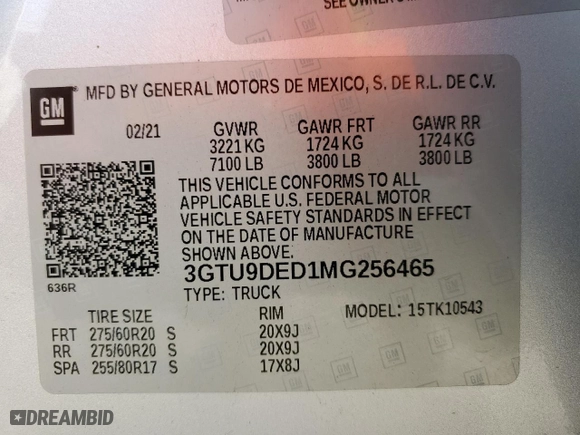 SEE OWNER'S
GM
MFD BY GENERAL MOTORS DE MEXICO, S. DE R.L. DE C.V.
02/21 GVWR GAWR FRT GAWR RR
3221 KG 1724 KG 1724 KG
7100 LB 3800 LB 3800 LB
THIS VEHICLE CONFORMS TO ALL
APPLICABLE U.S. FEDERAL MOTOR
VEHICLE SAFETY STANDARDS IN EFFECT
ON THE DATE OF MANUFACTURE
SHOWN ABOVE.
636R
3GTU9DED1MG256465
TYPE: TRUCK
MODEL: 15TK10543
TIRE SIZE RIM
FRT 275/60R20 S 20X9J
RR 275/60R20 S 20X9J
SPA 255/80R17 S 17X8J
DREAMBID